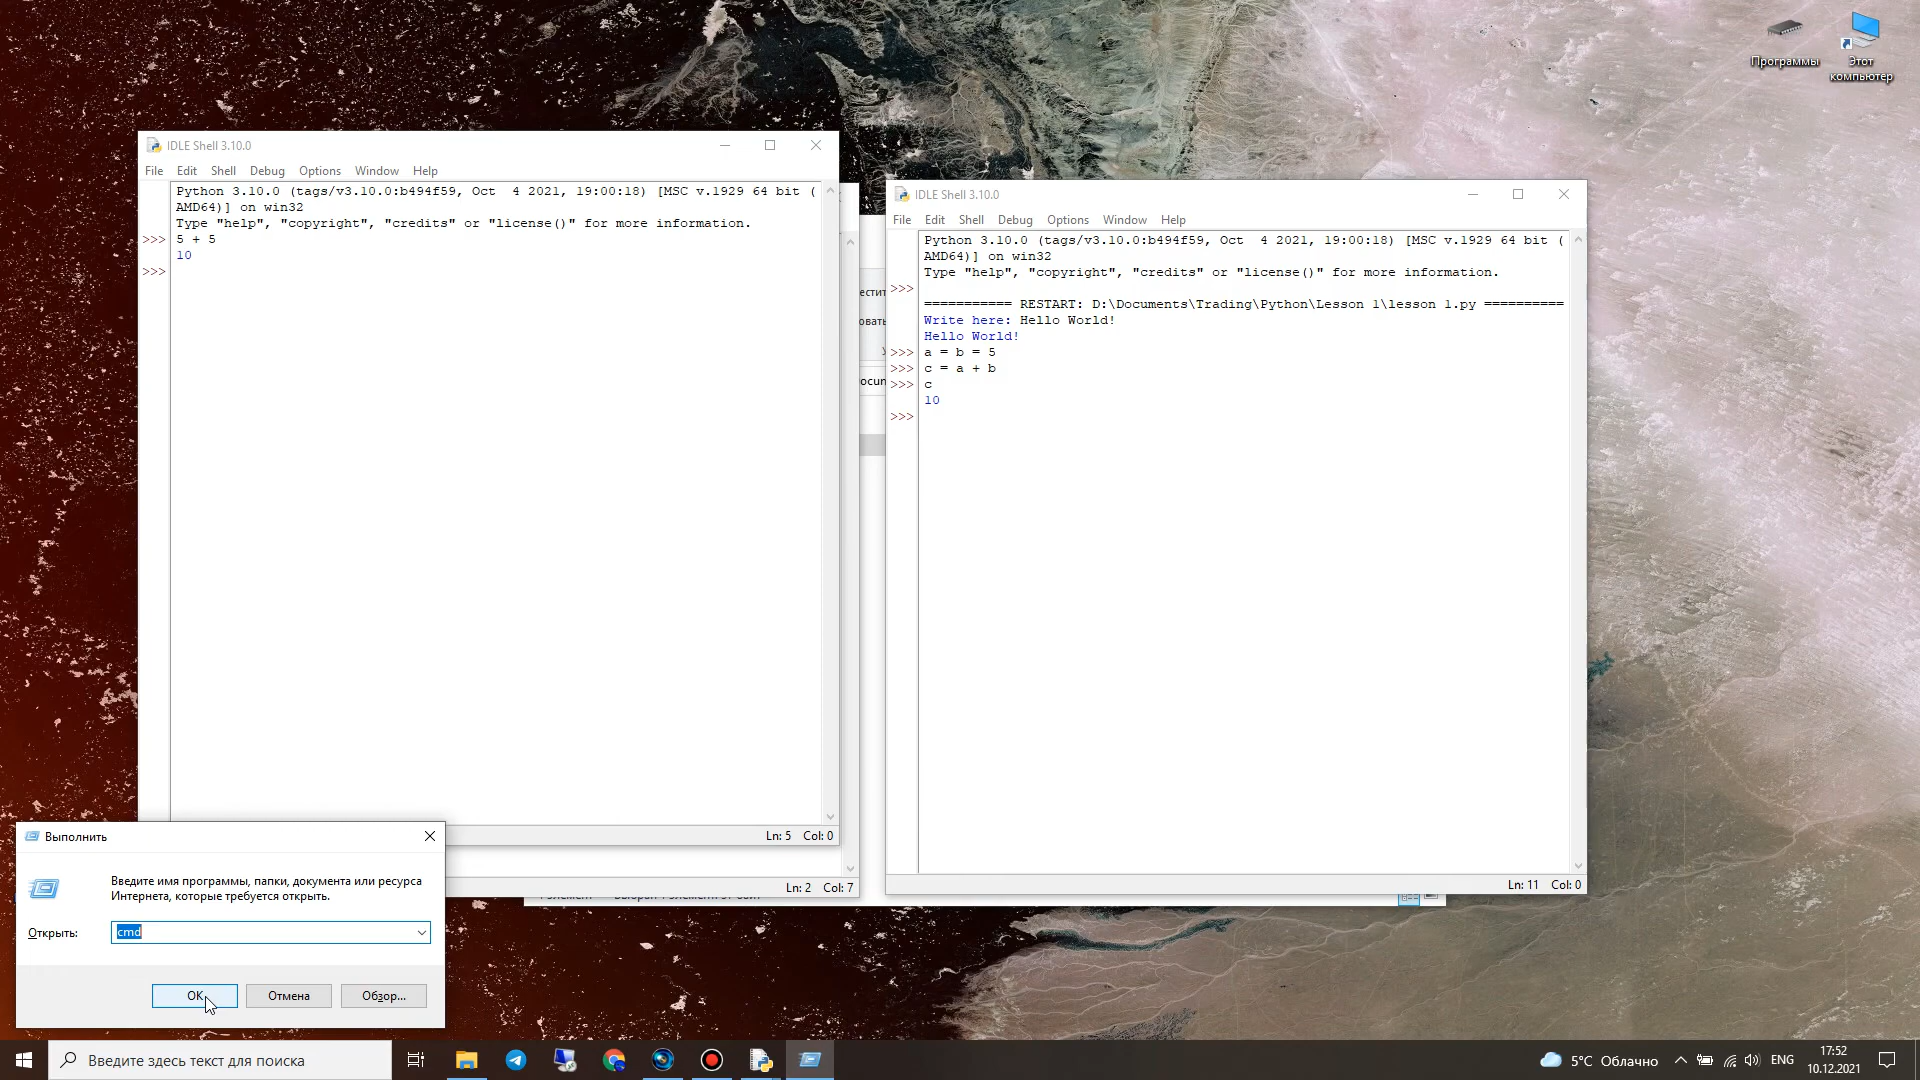 Программы
Этот
компьютер
IDLE Shell 3.10.0
File Edit Shell Debug Options Window Help
Python 3.10.0 (tags/v3.10.0:b494f59, Oct  4 2021, 19:00:18) [MSC v.1929 64 bit (
AMD64)] on win32
Type "help", "copyright", "credits" or "license()" for more information.
>>> 5 + 5
10
>>>
Ln: 5 Col: 0
Ln: 2 Col: 7
IDLE Shell 3.10.0
File Edit Shell Debug Options Window Help
Python 3.10.0 (tags/v3.10.0:b494f59, Oct  4 2021, 19:00:18) [MSC v.1929 64 bit (
AMD64)] on win32
Type "help", "copyright", "credits" or "license()" for more information.
>>>
=========== RESTART: D:\Documents\Trading\Python\Lesson 1\lesson 1.py ==========
Write here: Hello World!
Hello World!
>>> a = b = 5
>>> c = a + b
>>> c
10
>>>
Ln: 11 Col: 0
Выполнить
Введите имя программы, папки, документа или ресурса
Интернета, которые требуется открыть.
Открыть: cmd
ОК Отмена Обзор...
Введите здесь текст для поиска
5°C Облачно ENG 17:52
10.12.2021